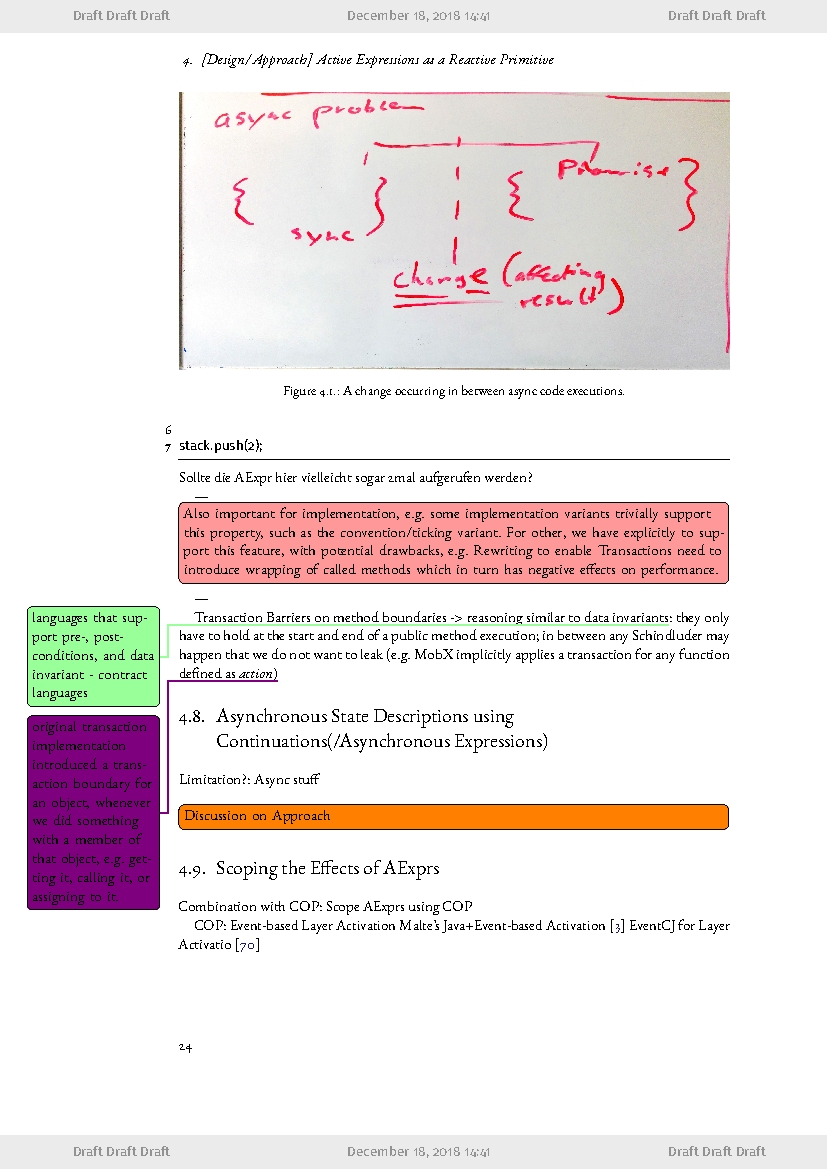 Draft Draft Draft December 18, 2018 14:41 Draft Draft Draft
4. [Design/Approach] Active Expressions as a Reactive Primitive
async problem
{ } { Promise }
sync
change (affecting
result)
Figure 4.1.: A change occurring in between async code executions.
6
7 stack.push(2);
Sollte die AExpr hier vielleicht sogar 2mal aufgerufen werden?
—
Also important for implementation, e.g. some implementation variants trivially support
this property, such as the convention/ticking variant. For other, we have explicitly to sup-
port this feature, with potential drawbacks, e.g. Rewriting to enable Transactions need to
introduce wrapping of called methods which in turn has negative effects on performance.
—
Transaction Barriers on method boundaries -> reasoning similar to data invariants: they only
have to hold at the start and end of a public method execution; in between any Schindluder may
happen that we do not want to leak (e.g. MobX implicitly applies a transaction for any function
defined as action)
languages that sup-
port pre-, post-
conditions, and data
invariant - contract
languages
original transaction
implementation
introduced a trans-
action boundary for
an object, whenever
we did something
with a member of
that object, e.g. get-
ting it, calling it, or
assigning to it.
4.8. Asynchronous State Descriptions using
Continuations(/Asynchronous Expressions)
Limitation?: Async stuff
Discussion on Approach
4.9. Scoping the Effects of AExprs
Combination with COP: Scope AExprs using COP
COP: Event-based Layer Activation Malte's Java+Event-based Activation [3] EventCJ for Layer
Activatio [70]
24
Draft Draft Draft December 18, 2018 14:41 Draft Draft Draft